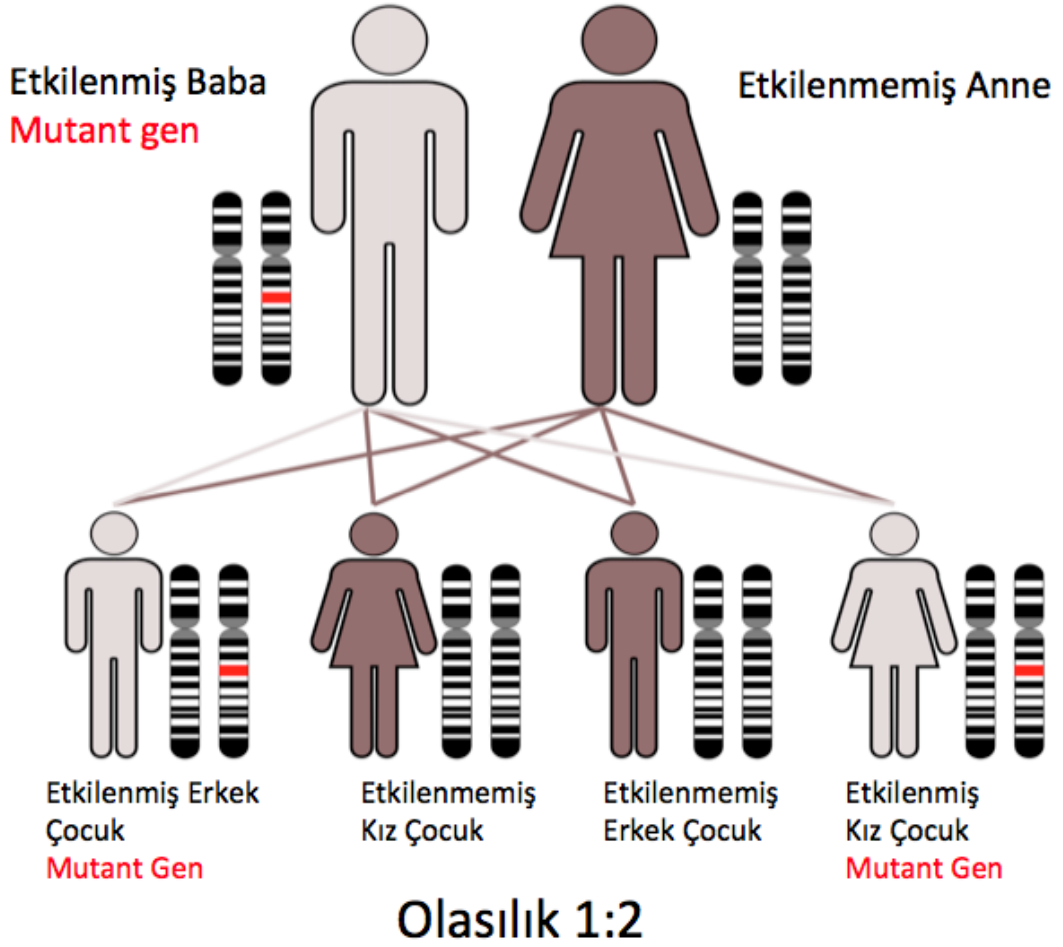 Etkilenmiş Baba
Mutant gen
Etkilenmemiş Anne
Etkilenmiş Erkek
Çocuk
Mutant Gen
Etkilenmemiş
Kız Çocuk
Etkilenmemiş
Erkek Çocuk
Etkilenmiş
Kız Çocuk
Mutant Gen
Olasılık 1:2